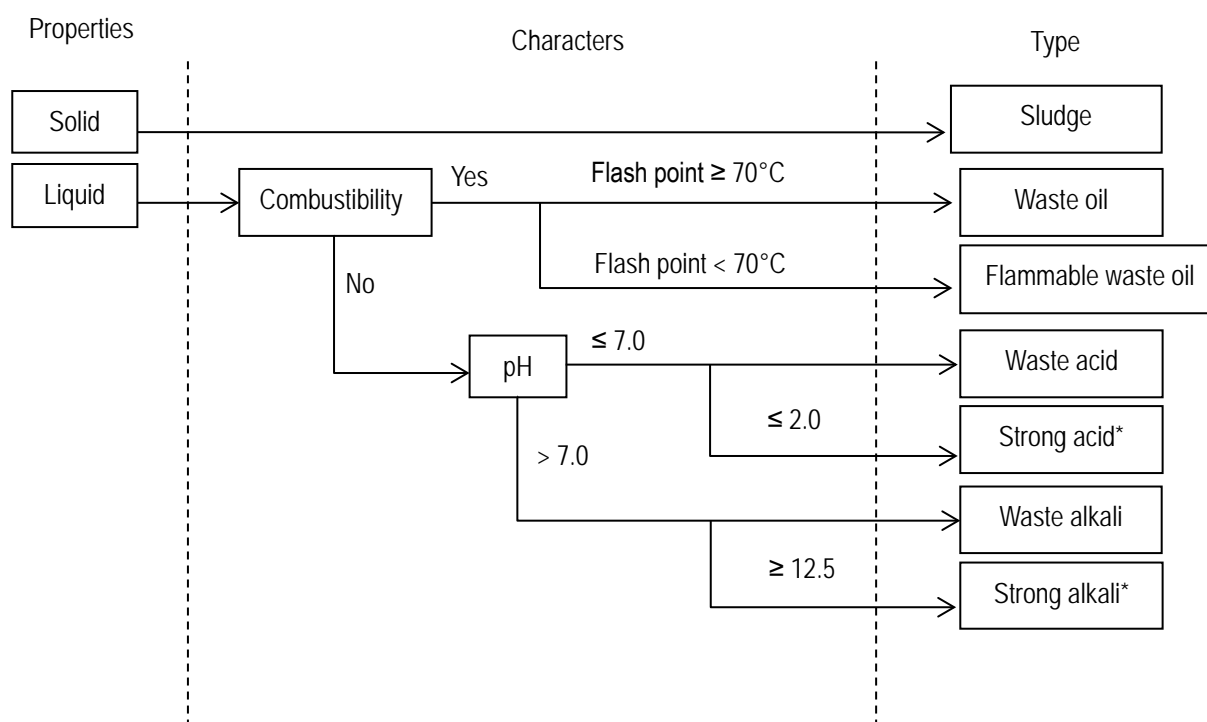 Properties
Characters
Type
Solid
Sludge
Liquid
Combustibility
Yes
Flash point ≥ 70°C
Waste oil
Flash point < 70°C
Flammable waste oil
No
pH
≤ 7.0
Waste acid
≤ 2.0
Strong acid*
> 7.0
Waste alkali
≥ 12.5
Strong alkali*